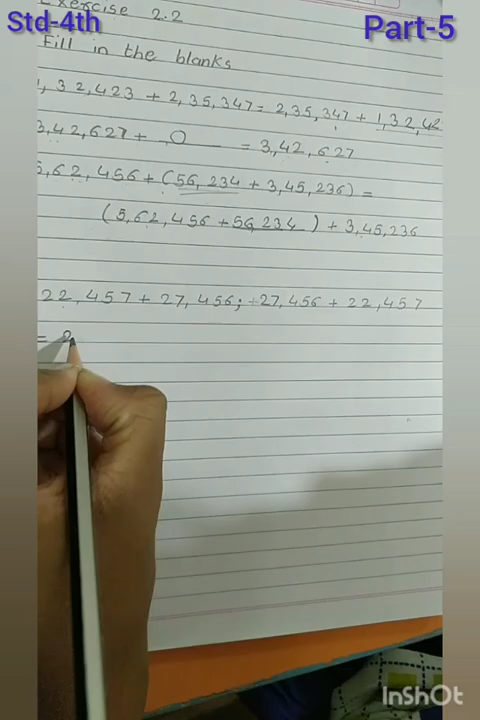 Exercise 2.2
Std-4th
Part-5
Fill in the blanks
1,32,423 + 2,35,347 = 2,35,347 + 1,32,42
3,42,627 + 0 = 3,42,627
5,62,456 + (56,234 + 3,45,236) =
(5,62,456 + 56,234) + 3,45,236
22,457 + 27,456; 27,456 + 22,457
= 2
InShOt